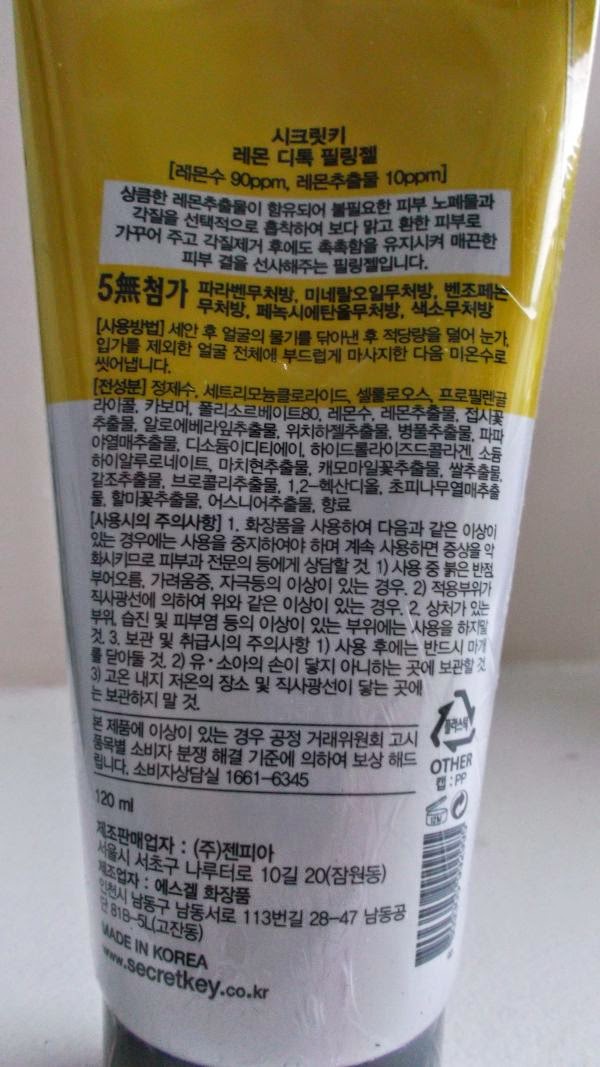 시크릿키
레몬 디톡 필링젤
[레몬수 90ppm, 레몬추출물 10ppm]
상큼한 레몬추출물이 함유되어 불필요한 피부 노폐물과
각질을 선택적으로 흡착하여 보다 맑고 환한 피부로
가꾸어 주고 각질제거 후에도 촉촉함을 유지시켜 매끈한
피부 결을 선사해주는 필링젤입니다.
5無첨가 파라벤무처방, 미네랄오일무처방, 벤조페논
무처방, 페녹시에탄올무처방, 색소무처방
[사용방법] 세안 후 얼굴의 물기를 닦아낸 후 적당량을 덜어 눈가,
입가를 제외한 얼굴 전체에 부드럽게 마사지한 다음 미온수로
씻어냅니다.
[전성분] 정제수, 세트리모늄클로라이드, 셀룰로오스, 프로필렌글
라이콜, 카보머, 폴리소르베이트80, 레몬수, 레몬추출물, 접시꽃
추출물, 알로에베라잎추출물, 위치하젤추출물, 병풀추출물, 파파
야열매추출물, 디소듐이디티에이, 하이드롤라이즈드콜라겐, 소듐
하이알루로네이트, 마치현추출물, 캐모마일꽃추출물, 쌀추출물,
갈조추출물, 브로콜리추출물, 1,2-헥산디올, 초피나무열매추출
물, 할미꽃추출물, 어스니어추출물, 향료
[사용시의 주의사항] 1. 화장품을 사용하여 다음과 같은 이상이
있는 경우에는 사용을 중지하여야 하며 계속 사용하면 증상을 악
화시키므로 피부과 전문의 등에게 상담할 것. 1) 사용 중 붉은 반점,
부어오름, 가려움증, 자극등의 이상이 있는 경우. 2) 적용부위가
직사광선에 의하여 위와 같은 이상이 있는 경우. 2. 상처가 있는
부위, 습진 및 피부염 등의 이상이 있는 부위에는 사용을 하지말
것. 3. 보관 및 취급시의 주의사항 1) 사용 후에는 반드시 마개
를 닫아둘 것. 2) 유·소아의 손이 닿지 아니하는 곳에 보관할 것.
3) 고온 내지 저온의 장소 및 직사광선이 닿는 곳에
는 보관하지 말 것.
본 제품에 이상이 있는 경우 공정 거래위원회 고시
품목별 소비자 분쟁 해결 기준에 의하여 보상 해드
립니다. 소비자상담실 1661-6345
플라스틱
OTHER
캡 : PP
12M
120 ml
제조판매업자 : (주)젠피아
서울시 서초구 나루터로 10길 20(잠원동)
제조업자 : 에스겔 화장품
인천시 남동구 남동서로 113번길 28-47 남동공
단 81B-5L(고잔동)
MADE IN KOREA
www.secretkey.co.kr